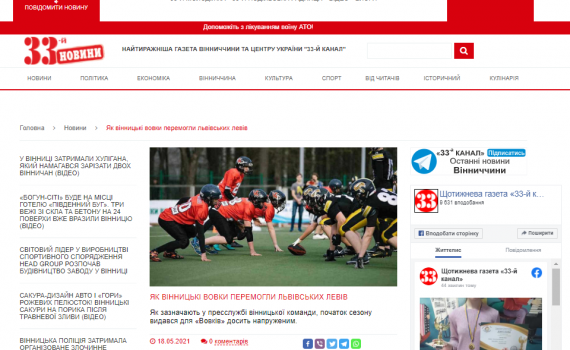 ПОВІДОМИТИ НОВИНУ
Допоможіть з лікуванням воїну АТО!
33-й НОВИНИ
НАЙТИРАЖНІША ГАЗЕТА ВІННИЧЧИНИ ТА ЦЕНТРУ УКРАЇНИ "33-Й КАНАЛ"
НОВИНИ ПОЛІТИКА ЕКОНОМІКА ВІННИЧЧИНА КУЛЬТУРА СПОРТ ВІД ЧИТАЧІВ ІСТОРИЧНИЙ КУЛІНАРІЯ
Головна › Новини › Як вінницькі вовки перемогли львівських левів
У ВІННИЦІ ЗАТРИМАЛИ ХУЛІГАНА,
ЯКИЙ НАМАГАВСЯ ЗАРІЗАТИ ДВОХ
ВІННИЧАН (ВІДЕО)
«БОГУН-СІТІ» БУДЕ НА МІСЦІ
ГОТЕЛЮ «ПІВДЕННИЙ БУГ». ТРИ
ВЕЖІ ЗІ СКЛА ТА БЕТОНУ НА 24
ПОВЕРХИ ВЖЕ ВРАЗИЛИ ВІННИЦЮ
(ВІДЕО)
СВІТОВИЙ ЛІДЕР У ВИРОБНИЦТВІ
СПОРТИВНОГО СПОРЯДЖЕННЯ
HEAD GROUP РОЗПОЧАВ
БУДІВНИЦТВО ЗАВОДУ У ВІННИЦІ
САКУРА-ДИЗАЙН АВТО І «ГОРИ»
РОЖЕВИХ ПЕЛЮСТОК! ВІННИЦЬКІ
САКУРИ НА ПОРИКА ПІСЛЯ
ТРАВНЕВОЇ ЗЛИВИ (ВІДЕО)
ВІННИЦЬКА ПОЛІЦІЯ ЗАТРИМАЛА
ОРГАНІЗОВАНЕ ЗЛОЧИННЕ
ЯК ВІННИЦЬКІ ВОВКИ ПЕРЕМОГЛИ ЛЬВІВСЬКИХ ЛЕВІВ
Як зазначають у пресслужбі вінницької команди, початок сезону
видався для «Вовків» досить напруженим.
18.05.2021 0 коментарів
«33й КАНАЛ» Підписатись
Останні новини
Вінниччини
33 Щотижнева газета «33-й к...
9 631 вподобання
Вподобати сторінку Поширити
Життєпис Повідомлення
33 Щотижнева газета «33-й
канал»